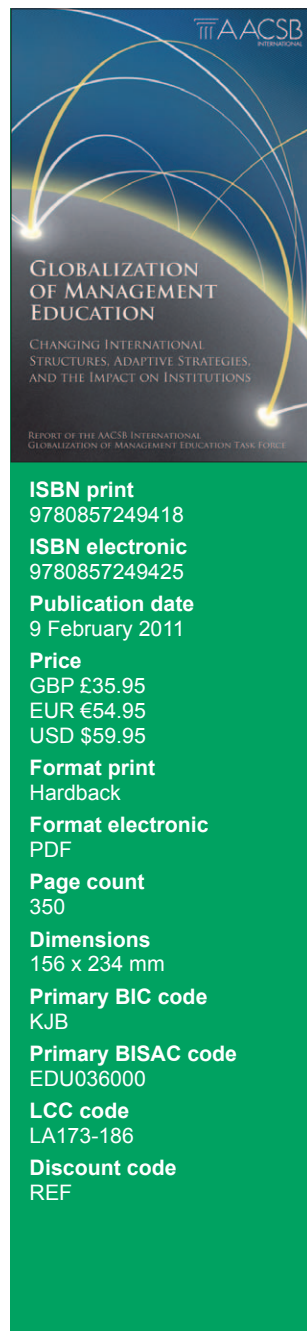 AACSB
INTERNATIONAL
GLOBALIZATION
OF MANAGEMENT
EDUCATION
CHANGING INTERNATIONAL
STRUCTURES, ADAPTIVE STRATEGIES,
AND THE IMPACT ON INSTITUTIONS
REPORT OF THE AACSB INTERNATIONAL
GLOBALIZATION OF MANAGEMENT EDUCATION TASK FORCE
ISBN print
9780857249418
ISBN electronic
9780857249425
Publication date
9 February 2011
Price
GBP £35.95
EUR €54.95
USD $59.95
Format print
Hardback
Format electronic
PDF
Page count
350
Dimensions
156 x 234 mm
Primary BIC code
KJB
Primary BISAC code
EDU036000
LCC code
LA173-186
Discount code
REF